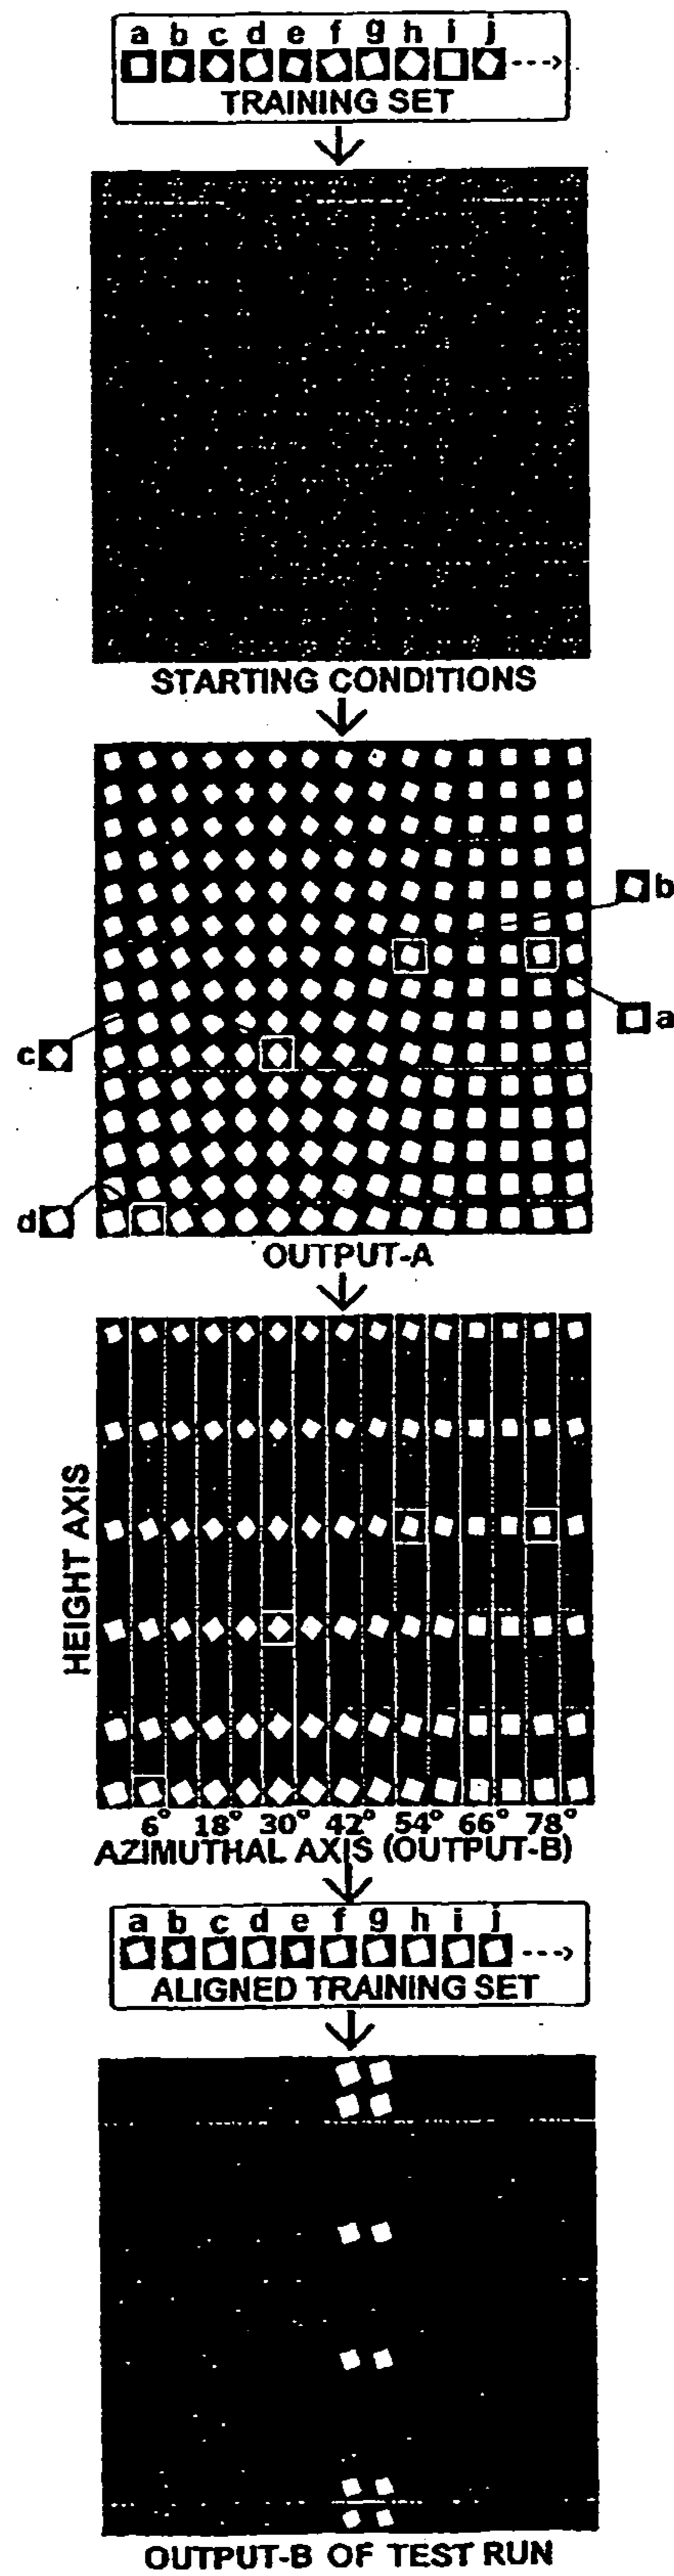 a b c d e f g h i j
--->
TRAINING SET
STARTING CONDITIONS
b
a
c
d
OUTPUT-A
HEIGHT AXIS
6° 18° 30° 42° 54° 66° 78°
AZIMUTHAL AXIS (OUTPUT-B)
a b c d e f g h i j
--->
ALIGNED TRAINING SET
OUTPUT-B OF TEST RUN